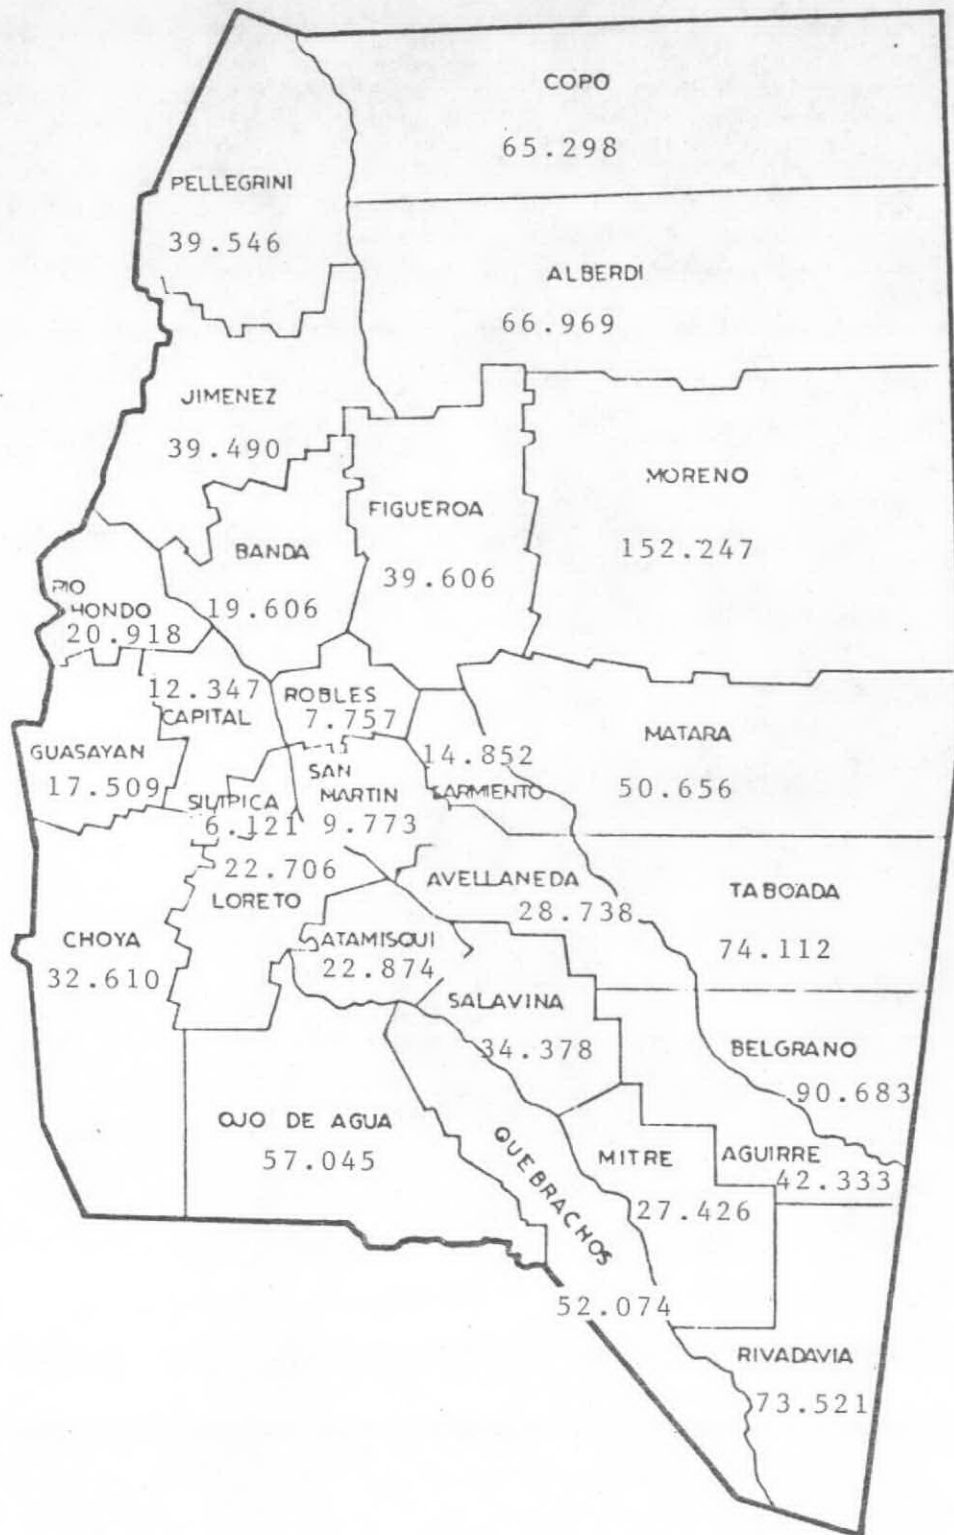 COPO
65.298
PELLEGRINI
39.546
ALBERDI
66.969
JIMENEZ
39.490
MORENO
152.247
FIGUEROA
39.606
BANDA
19.606
RIO
HONDO
20.918
12.347
CAPITAL
ROBLES
7.757
GUASAYAN
17.509
14.852
SARMIENTO
MATARA
50.656
SAN
MARTIN
9.773
SILIPICA
6.121
22.706
LORETO
AVELLANEDA
28.738
TABOADA
74.112
CHOYA
32.610
ATAMISQUI
22.874
SALAVINA
34.378
BELGRANO
90.683
OJO DE AGUA
57.045
QUEBRACHOS
52.074
MITRE
27.426
AGUIRRE
42.333
RIVADAVIA
73.521